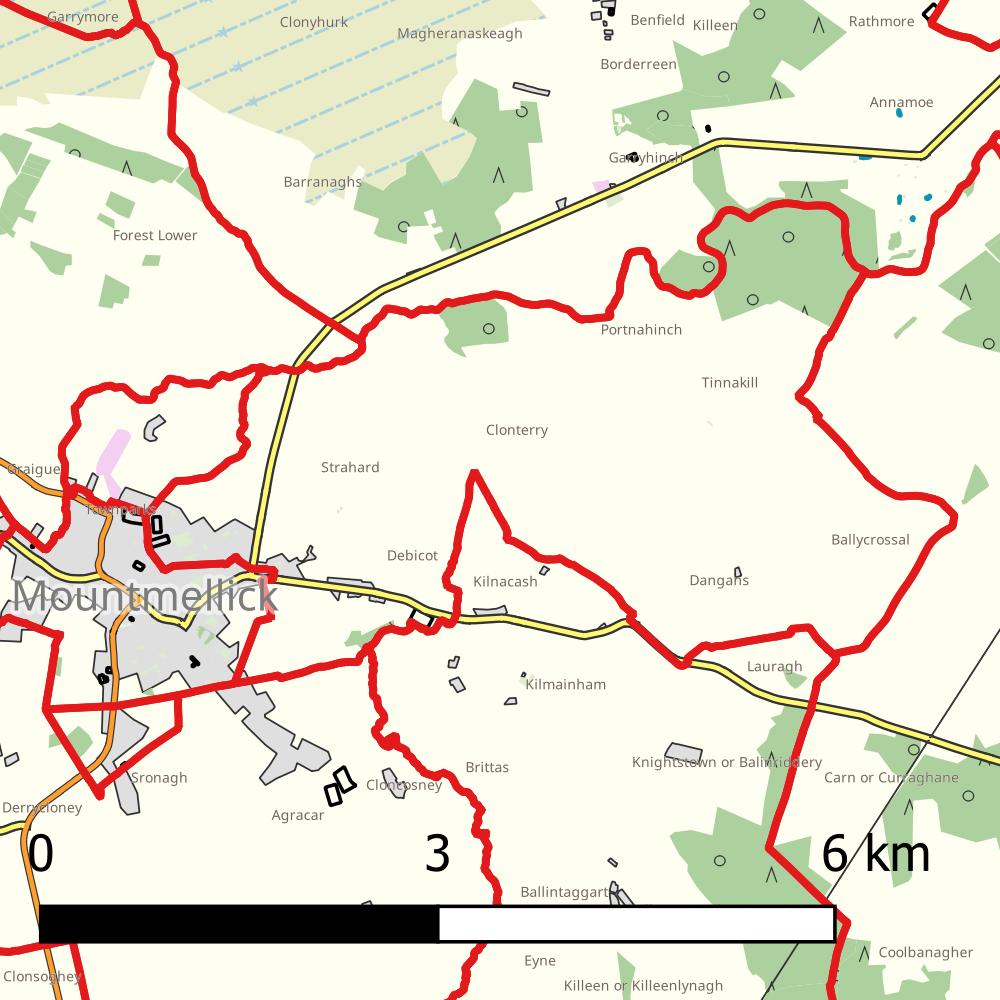 Garrymore
Clonyhurk
Magheranaskeagh
Benfield
Killeen
Rathmore
Borderreen
Annamoe
Garryhinch
Barranaghs
Forest Lower
Portnahinch
Tinnakill
Clonterry
Strahard
Graigue
Townparks
Ballycrossal
Debicot
Kilnacash
Dangans
Mountmellick
Lauragh
Kilmainham
Knightstown or Balinkiddery
Brittas
Sronagh
Cloncosney
Carn or Curraghane
Derrycloney
Agracar
0 3 6 km
Ballintaggart
Coolbanagher
Eyne
Clonsoghey
Killeen or Killeenlynagh